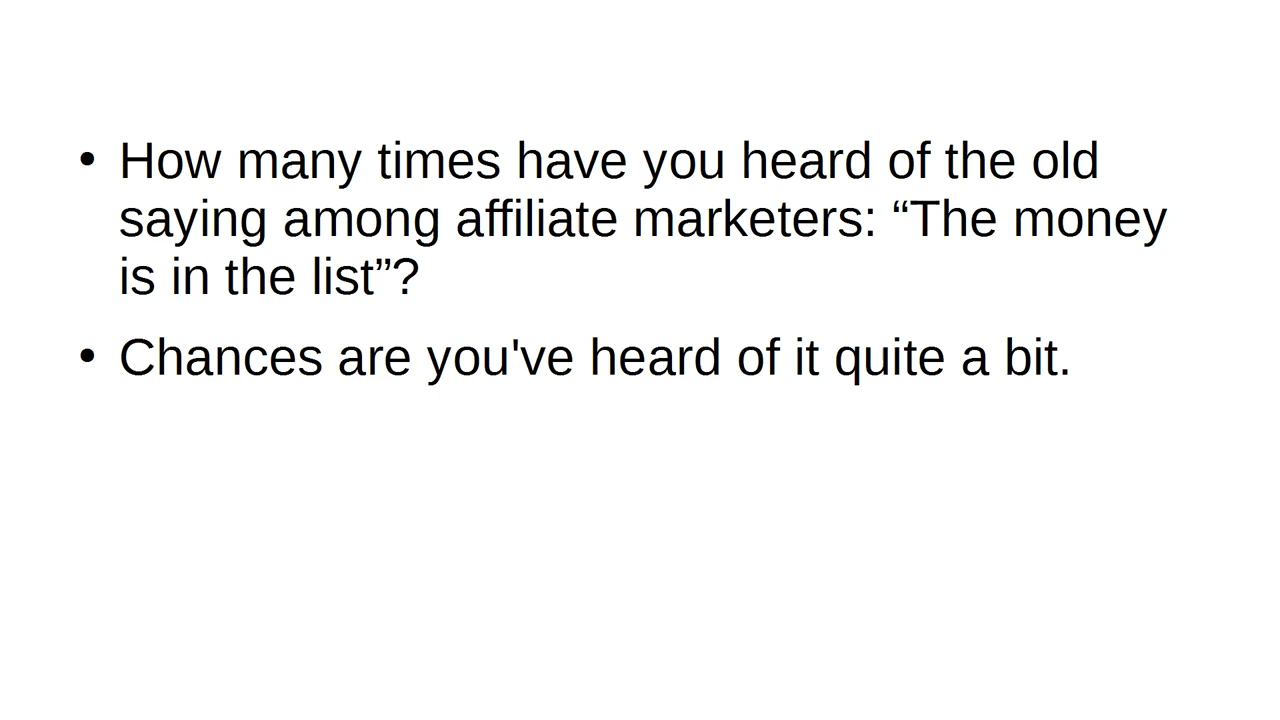 • How many times have you heard of the old
saying among affiliate marketers: “The money
is in the list”?
• Chances are you've heard of it quite a bit.